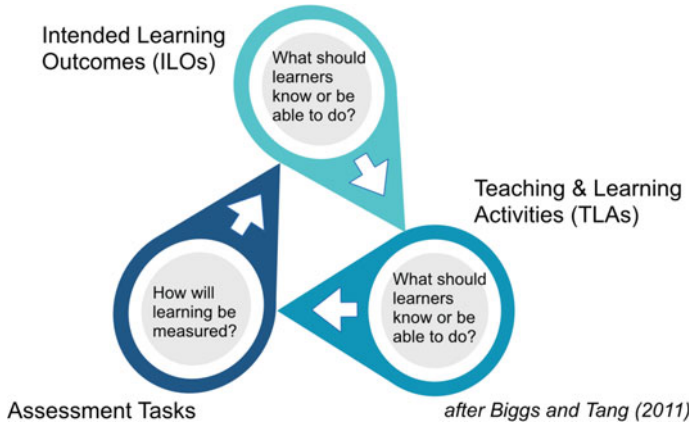 Intended Learning
Outcomes (ILOs)
What should
learners
know or be
able to do?
Teaching & Learning
Activities (TLAs)
What should
learners
know or be
able to do?
How will
learning be
measured?
Assessment Tasks
after Biggs and Tang (2011)